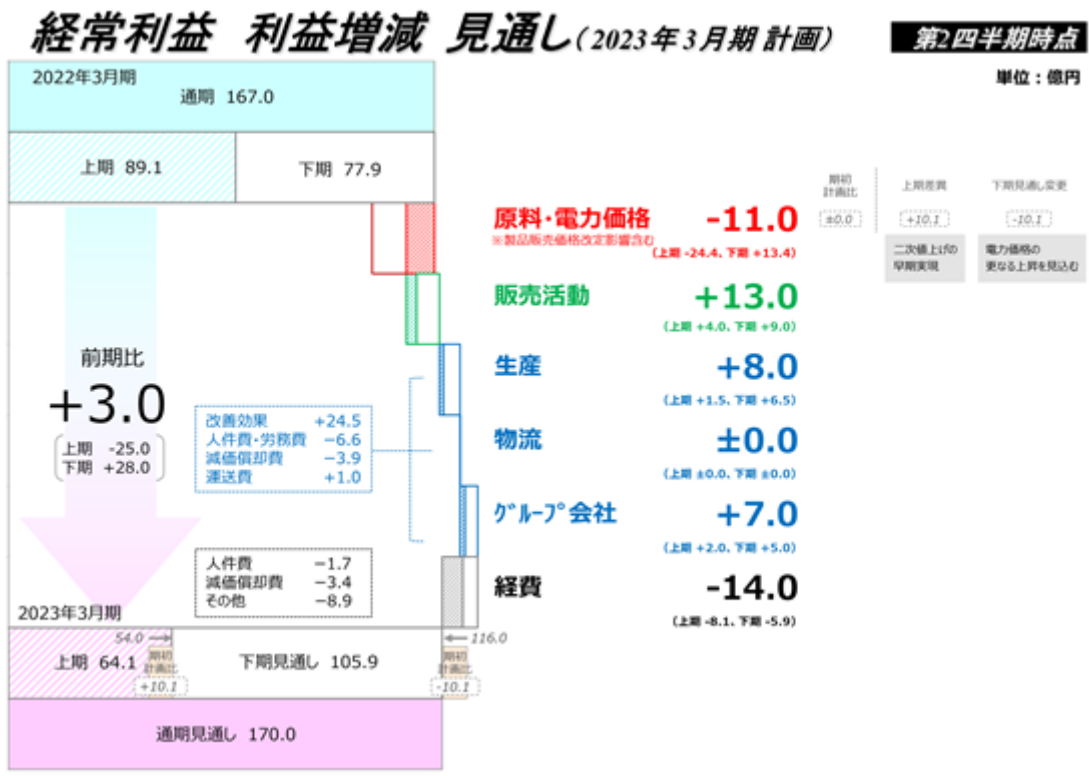 経常利益 利益増減 見通し(2023年3月期 計画)
第2四半期時点
単位：億円
2022年3月期
通期 167.0
上期 89.1
下期 77.9
期初
計画比
上期差異
下期見通し変更
原料・電力価格 -11.0
※製品販売価格改定影響含む
(上期 -24.4、下期 +13.4)
±0.0
+10.1
-10.1
二次値上げの
早期実現
電力価格の
更なる上昇を見込む
販売活動 +13.0
(上期 +4.0、下期 +9.0)
前期比
+3.0
上期 -25.0
下期 +28.0
生産 +8.0
(上期 +1.5、下期 +6.5)
改善効果 +24.5
人件費・労務費 −6.6
減価償却費 −3.9
運送費 +1.0
物流 ±0.0
(上期 ±0.0、下期 ±0.0)
ｸﾞﾙｰﾌﾟ会社 +7.0
(上期 +2.0、下期 +5.0)
人件費 −1.7
減価償却費 −3.4
その他 −8.9
経費 -14.0
(上期 -8.1、下期 -5.9)
2023年3月期
54.0
116.0
上期 64.1
期初
計画比
+10.1
下期見通し 105.9
期初
計画比
-10.1
通期見通し 170.0